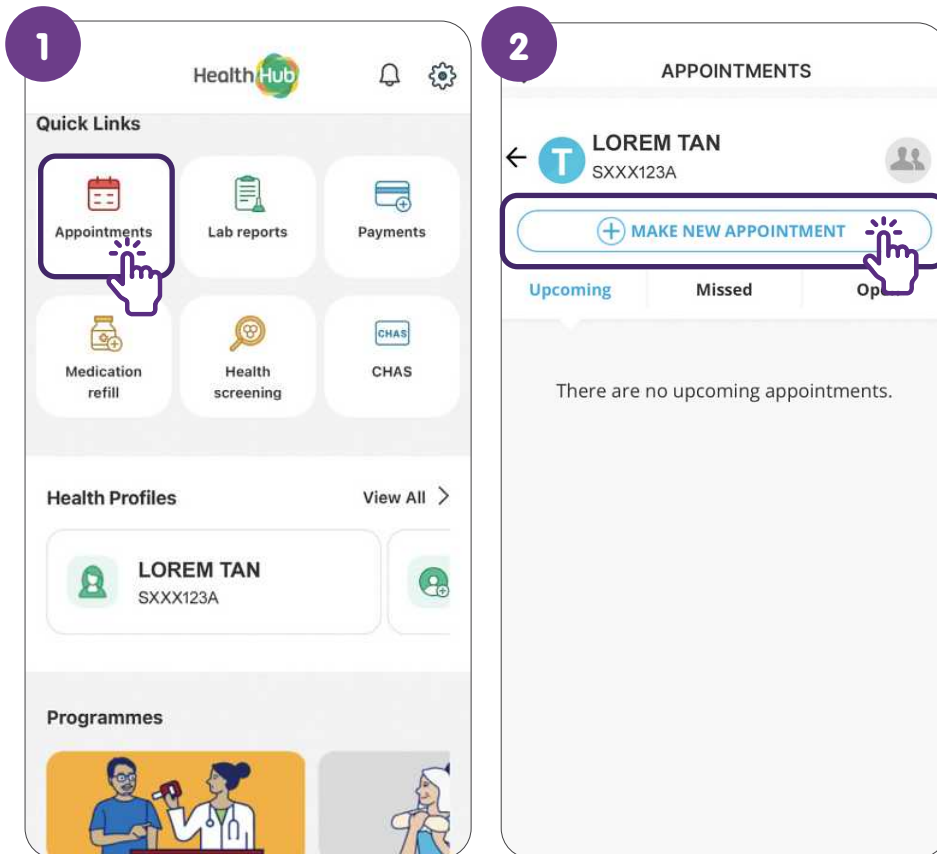 1
HealthHub
Quick Links
Appointments
Lab reports
Payments
Medication
refill
Health
screening
CHAS
CHAS
Health Profiles
View All
LOREM TAN
SXXX123A
Programmes
2
APPOINTMENTS
T
LOREM TAN
SXXX123A
MAKE NEW APPOINTMENT
Upcoming
Missed
There are no upcoming appointments.